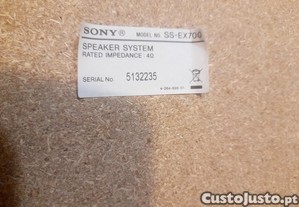 SONY® MODEL NO. SS-EX700
SPEAKER SYSTEM
RATED IMPEDANCE: 4Ω
SERIAL No. 5132235
CustoJusto.pt